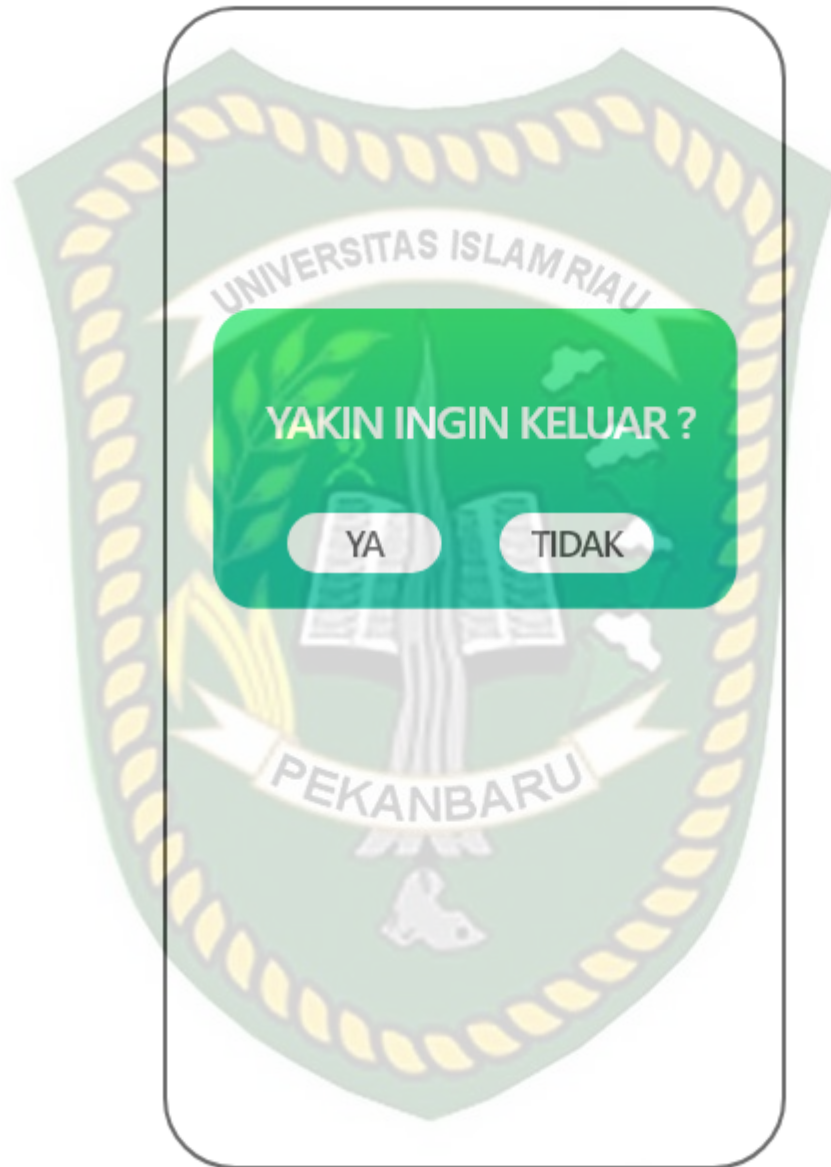 UNIVERSITAS ISLAM RIAU
YAKIN INGIN KELUAR ?
YA
TIDAK
PEKANBARU